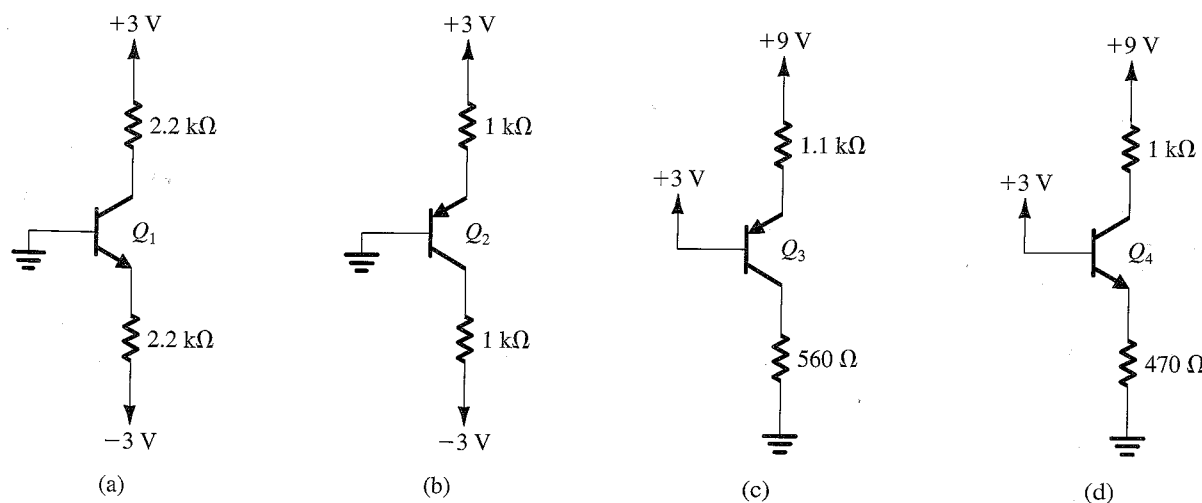 +3 V
2.2 kΩ
Q1
2.2 kΩ
−3 V
(a)
+3 V
1 kΩ
Q2
1 kΩ
−3 V
(b)
+9 V
1.1 kΩ
+3 V
Q3
560 Ω
(c)
+9 V
1 kΩ
+3 V
Q4
470 Ω
(d)